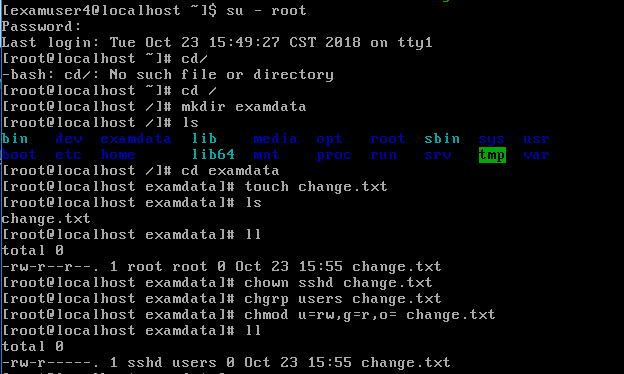 [examuser4@localhost ~]$ su - root
Password:
Last login: Tue Oct 23 15:49:27 CST 2018 on tty1
[root@localhost ~]# cd/
-bash: cd/: No such file or directory
[root@localhost ~]# cd /
[root@localhost /]# mkdir examdata
[root@localhost /]# ls
bin   dev  examdata  lib    media  opt   root  sbin  sys  usr
boot  etc  home      lib64  mnt    proc  run   srv   tmp  var
[root@localhost /]# cd examdata
[root@localhost examdata]# touch change.txt
[root@localhost examdata]# ls
change.txt
[root@localhost examdata]# ll
total 0
-rw-r--r--. 1 root root 0 Oct 23 15:55 change.txt
[root@localhost examdata]# chown sshd change.txt
[root@localhost examdata]# chgrp users change.txt
[root@localhost examdata]# chmod u=rw,g=r,o= change.txt
[root@localhost examdata]# ll
total 0
-rw-r-----. 1 sshd users 0 Oct 23 15:55 change.txt